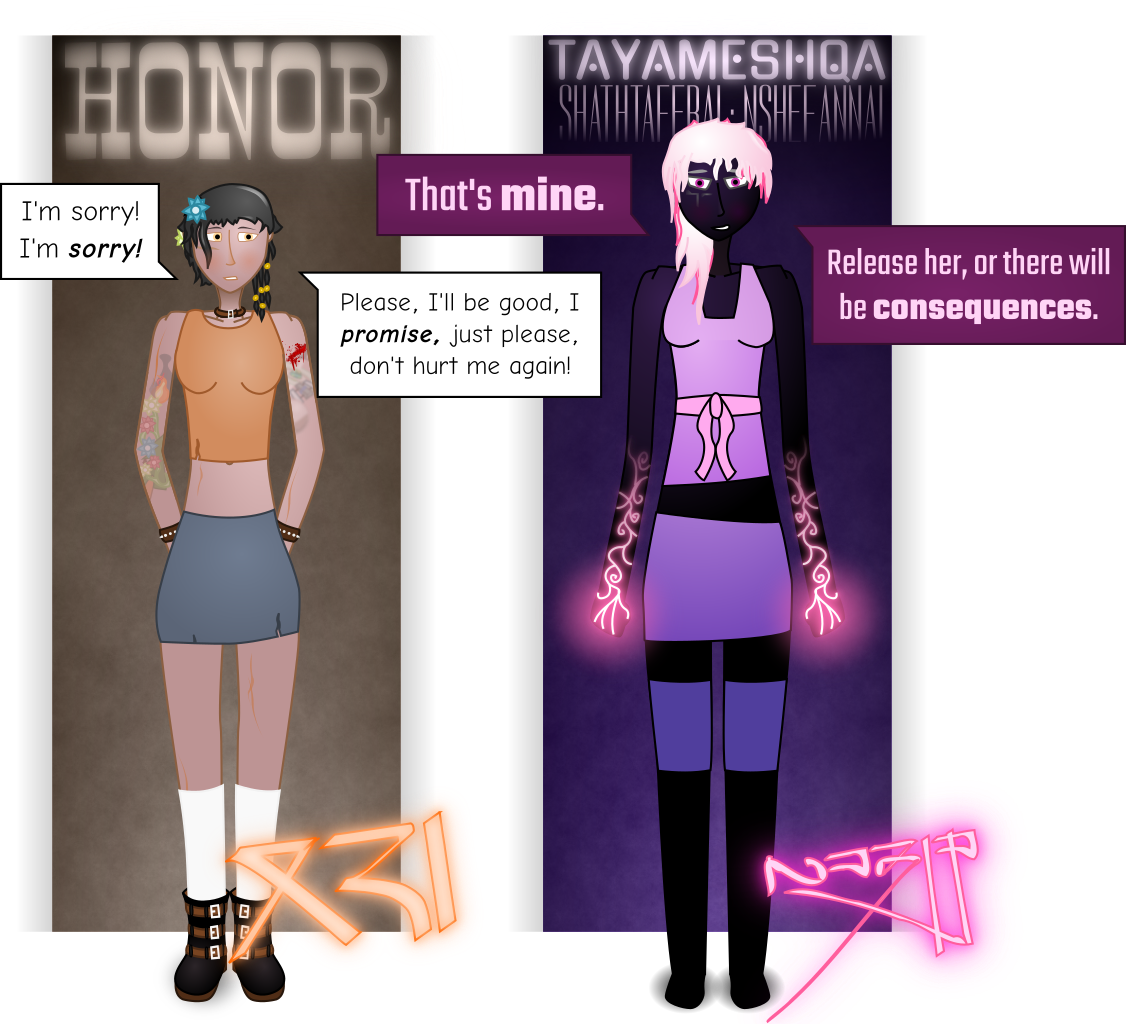 HONOR
I'm sorry!
I'm sorry!
Please, I'll be good, I
promise, just please,
don't hurt me again!
TAYAMESHQA
SHATHTAFERAL · NSHEEANNAI
That's mine.
Release her, or there will
be consequences.